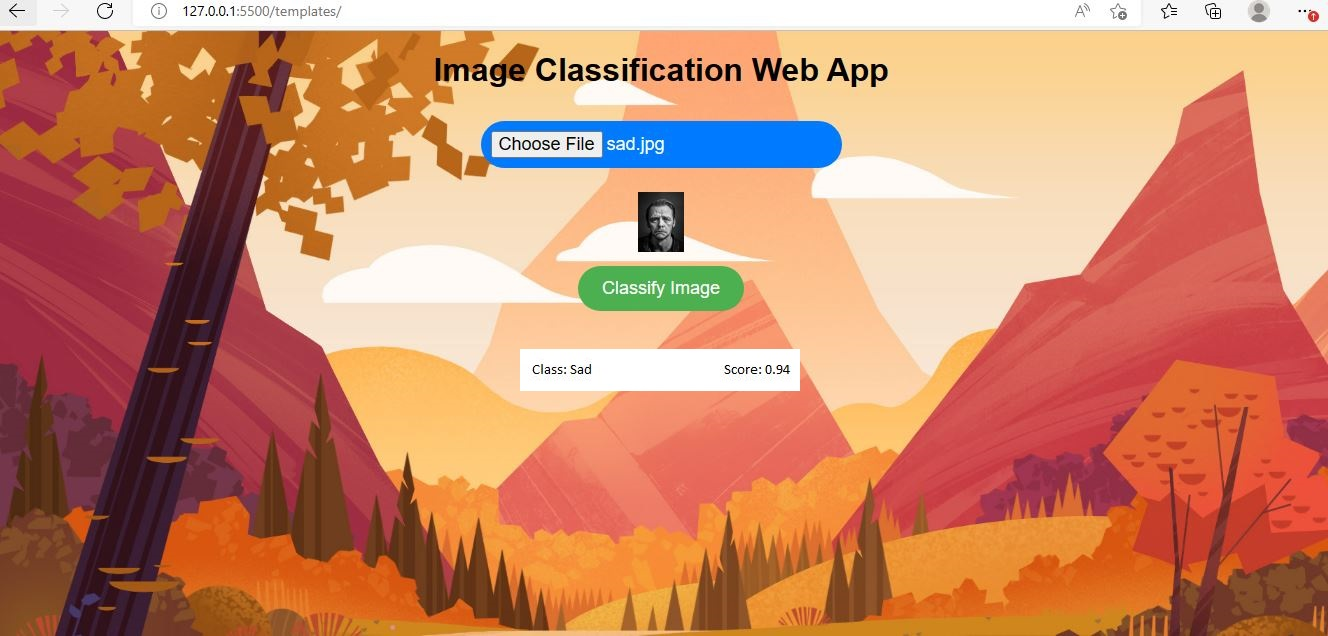 127.0.0.1:5500/templates/
Image Classification Web App
Choose File sad.jpg
Classify Image
Class: Sad Score: 0.94